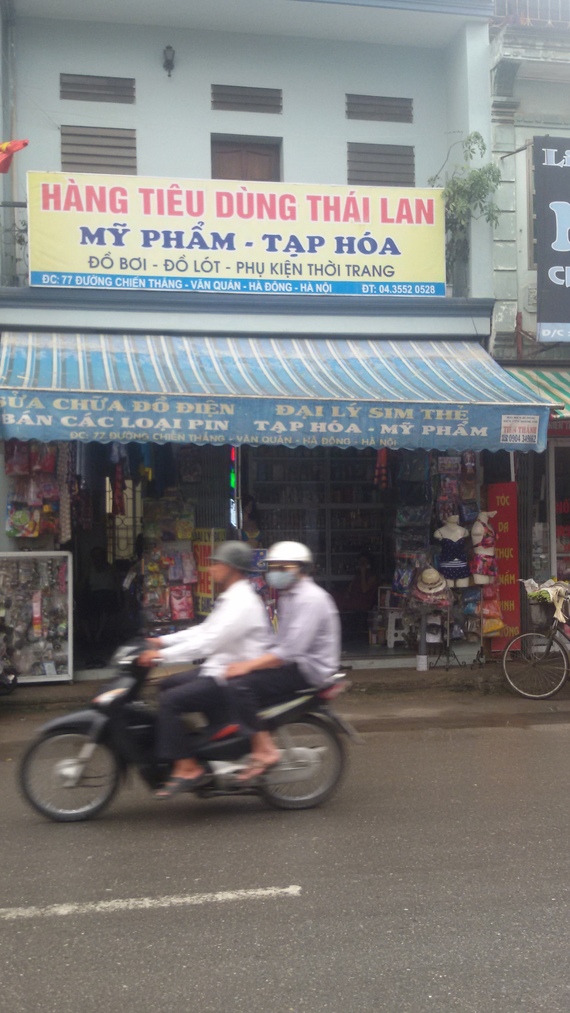 HÀNG TIÊU DÙNG THÁI LAN
MỸ PHẨM - TẠP HÓA
ĐỒ BƠI - ĐỒ LÓT - PHỤ KIỆN THỜI TRANG
ĐC: 77 ĐƯỜNG CHIẾN THẮNG - VĂN QUÁN - HÀ ĐÔNG - HÀ NỘI ĐT: 04.3552 0528
SỬA CHỮA ĐỒ ĐIỆN ĐẠI LÝ SIM THẺ
BÁN CÁC LOẠI PIN TẠP HÓA - MỸ PHẨM
ĐC: 77 ĐƯỜNG CHIẾN THẮNG - VĂN QUÁN - HÀ ĐÔNG - HÀ NỘI
TÓC
DA